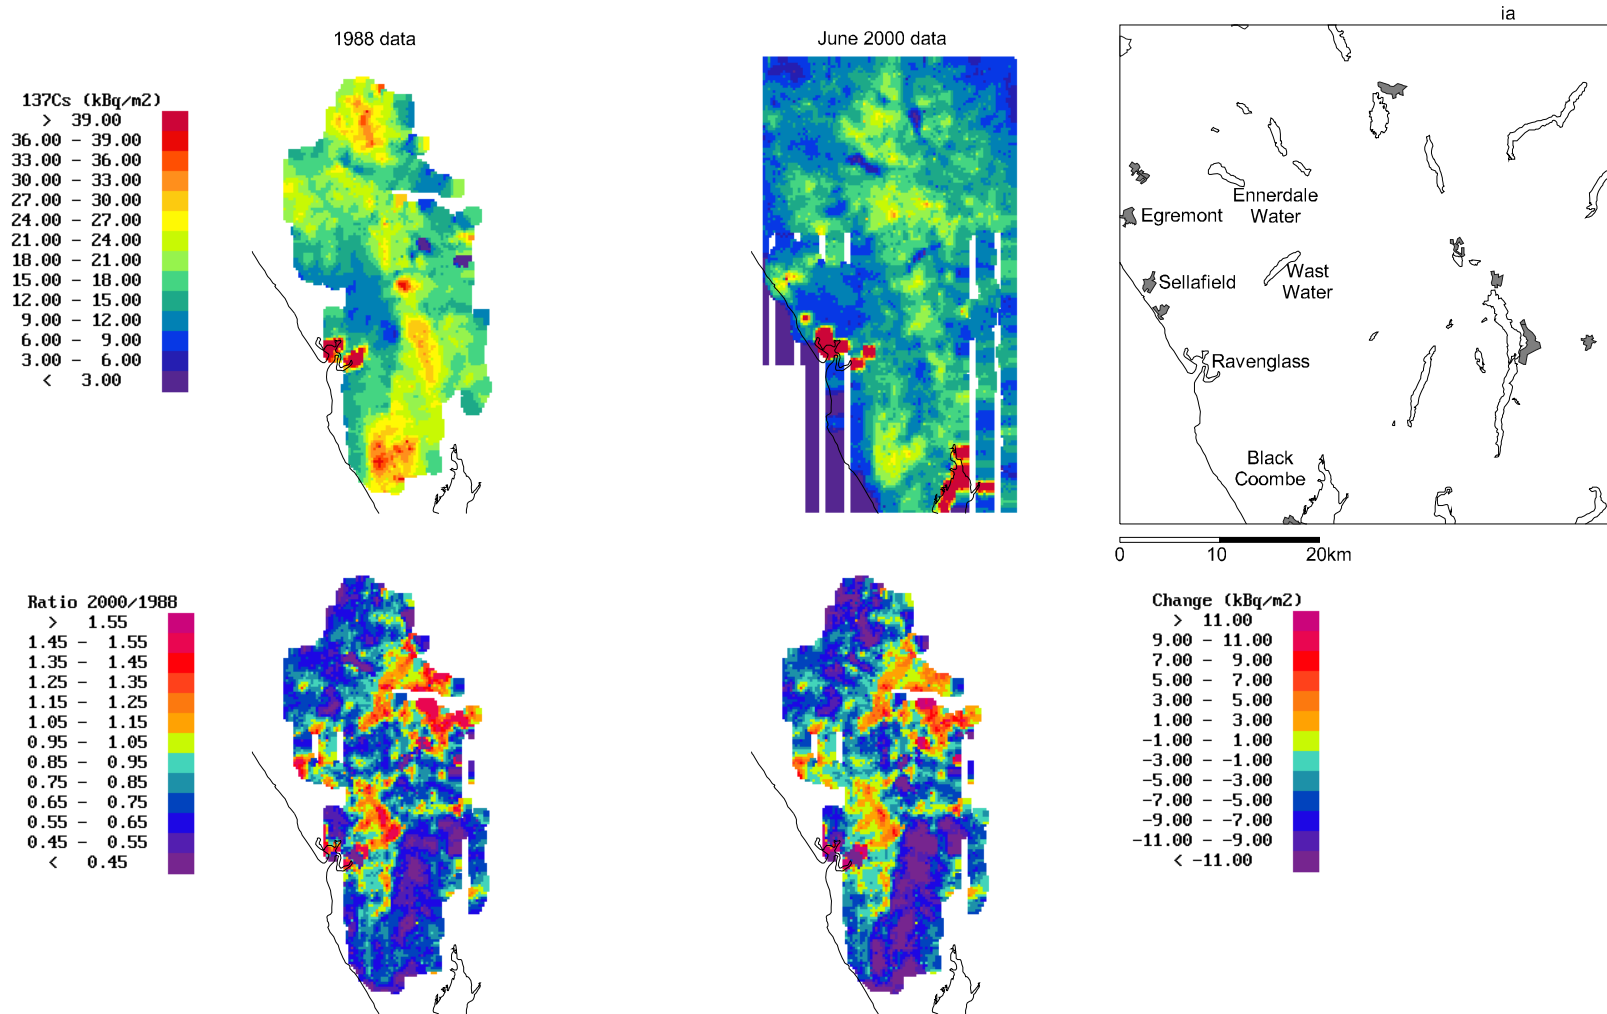 ia
1988 data
June 2000 data
137Cs (kBq/m2)
> 39.00
36.00 - 39.00
33.00 - 36.00
30.00 - 33.00
27.00 - 30.00
24.00 - 27.00
21.00 - 24.00
18.00 - 21.00
15.00 - 18.00
12.00 - 15.00
9.00 - 12.00
6.00 - 9.00
3.00 - 6.00
< 3.00
Ennerdale
Water
Egremont
Wast
Water
Sellafield
Ravenglass
Black
Coombe
0 10 20km
Ratio 2000/1988
> 1.55
1.45 - 1.55
1.35 - 1.45
1.25 - 1.35
1.15 - 1.25
1.05 - 1.15
0.95 - 1.05
0.85 - 0.95
0.75 - 0.85
0.65 - 0.75
0.55 - 0.65
0.45 - 0.55
< 0.45
Change (kBq/m2)
> 11.00
9.00 - 11.00
7.00 - 9.00
5.00 - 7.00
3.00 - 5.00
1.00 - 3.00
-1.00 - 1.00
-3.00 - -1.00
-5.00 - -3.00
-7.00 - -5.00
-9.00 - -7.00
-11.00 - -9.00
< -11.00